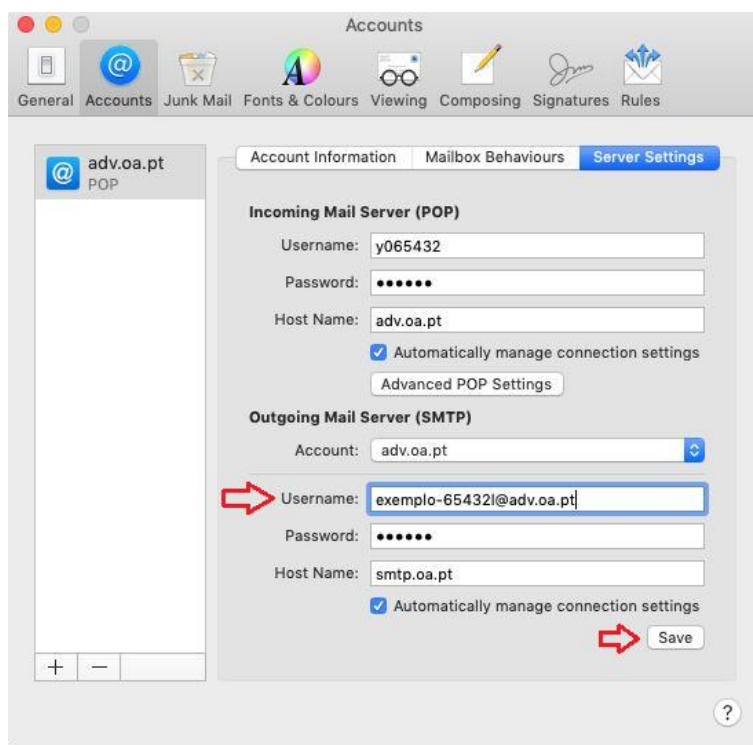 Accounts
General Accounts Junk Mail Fonts & Colours Viewing Composing Signatures Rules
adv.oa.pt
POP
Account Information Mailbox Behaviours Server Settings
Incoming Mail Server (POP)
Username: y065432
Password: ••••••
Host Name: adv.oa.pt
Automatically manage connection settings
Advanced POP Settings
Outgoing Mail Server (SMTP)
Account: adv.oa.pt
Username: exemplo-65432l@adv.oa.pt
Password: ••••••
Host Name: smtp.oa.pt
Automatically manage connection settings
Save
+ −
?